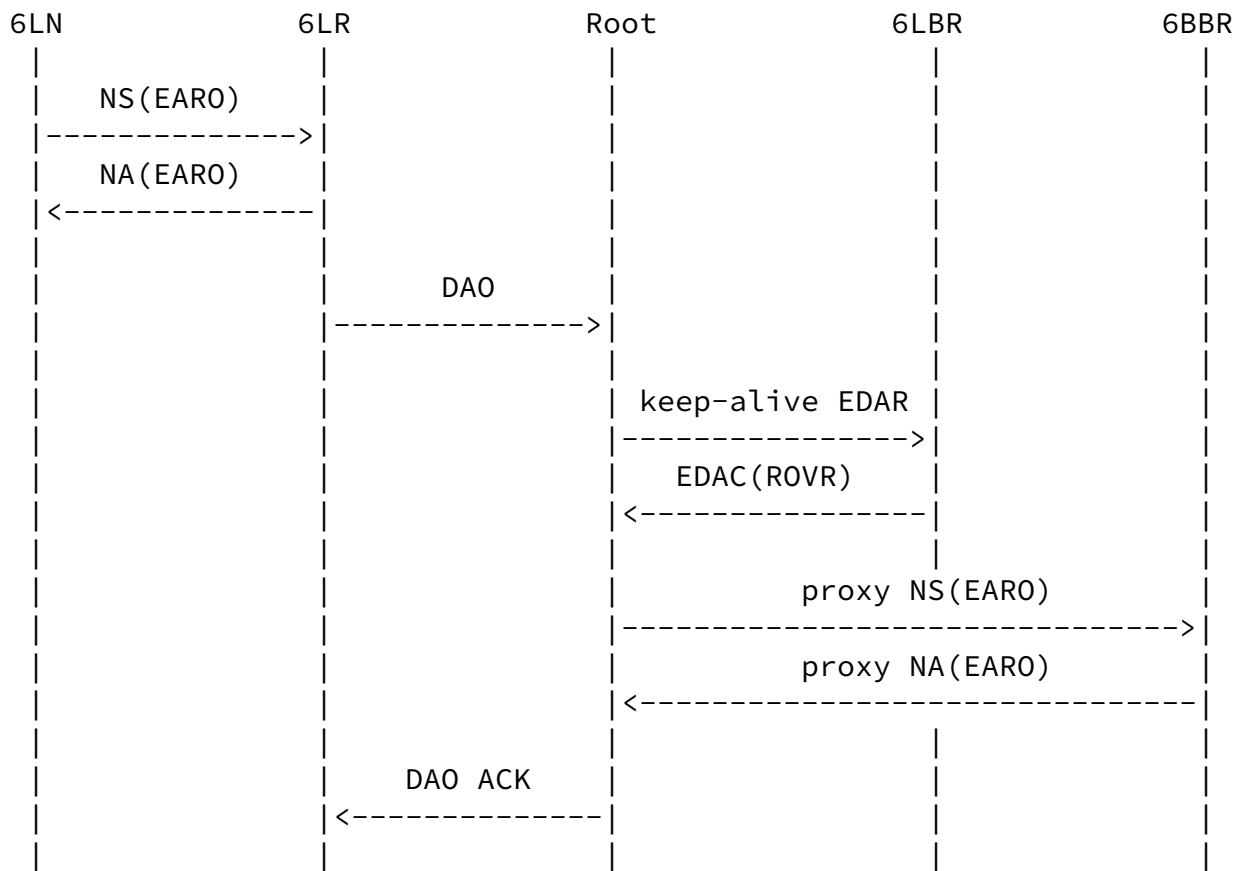 6LN 6LR Root 6LBR 6BBR
NS(EARO)
NA(EARO)
DAO
keep-alive EDAR
EDAC(ROVR)
proxy NS(EARO)
proxy NA(EARO)
DAO ACK